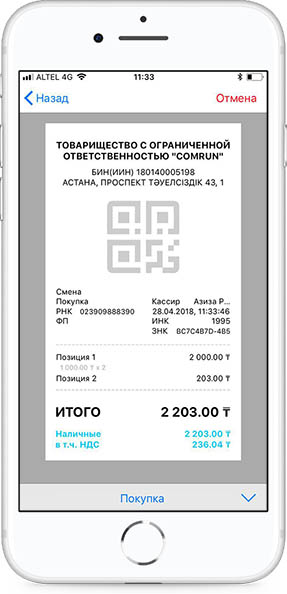 ALTEL 4G 11:33
Назад Отмена
ТОВАРИЩЕСТВО С ОГРАНИЧЕННОЙ
ОТВЕТСТВЕННОСТЬЮ "COMRUN"
БИН(ИИН) 180140005198
АСТАНА, ПРОСПЕКТ ТӘУЕЛСІЗДІК 43, 1
Смена
Покупка Кассир Азиза Р...
РНК 023909888390 28.04.2018, 11:33:46
ФП ИНК 1995
ЗНК BC7C4B7D-485
Позиция 1 2 000.00 ₸
1 000.00 ₸ x 2
Позиция 2 203.00 ₸
ИТОГО 2 203.00 ₸
Наличные 2 203.00 ₸
в т.ч. НДС 236.04 ₸
Покупка